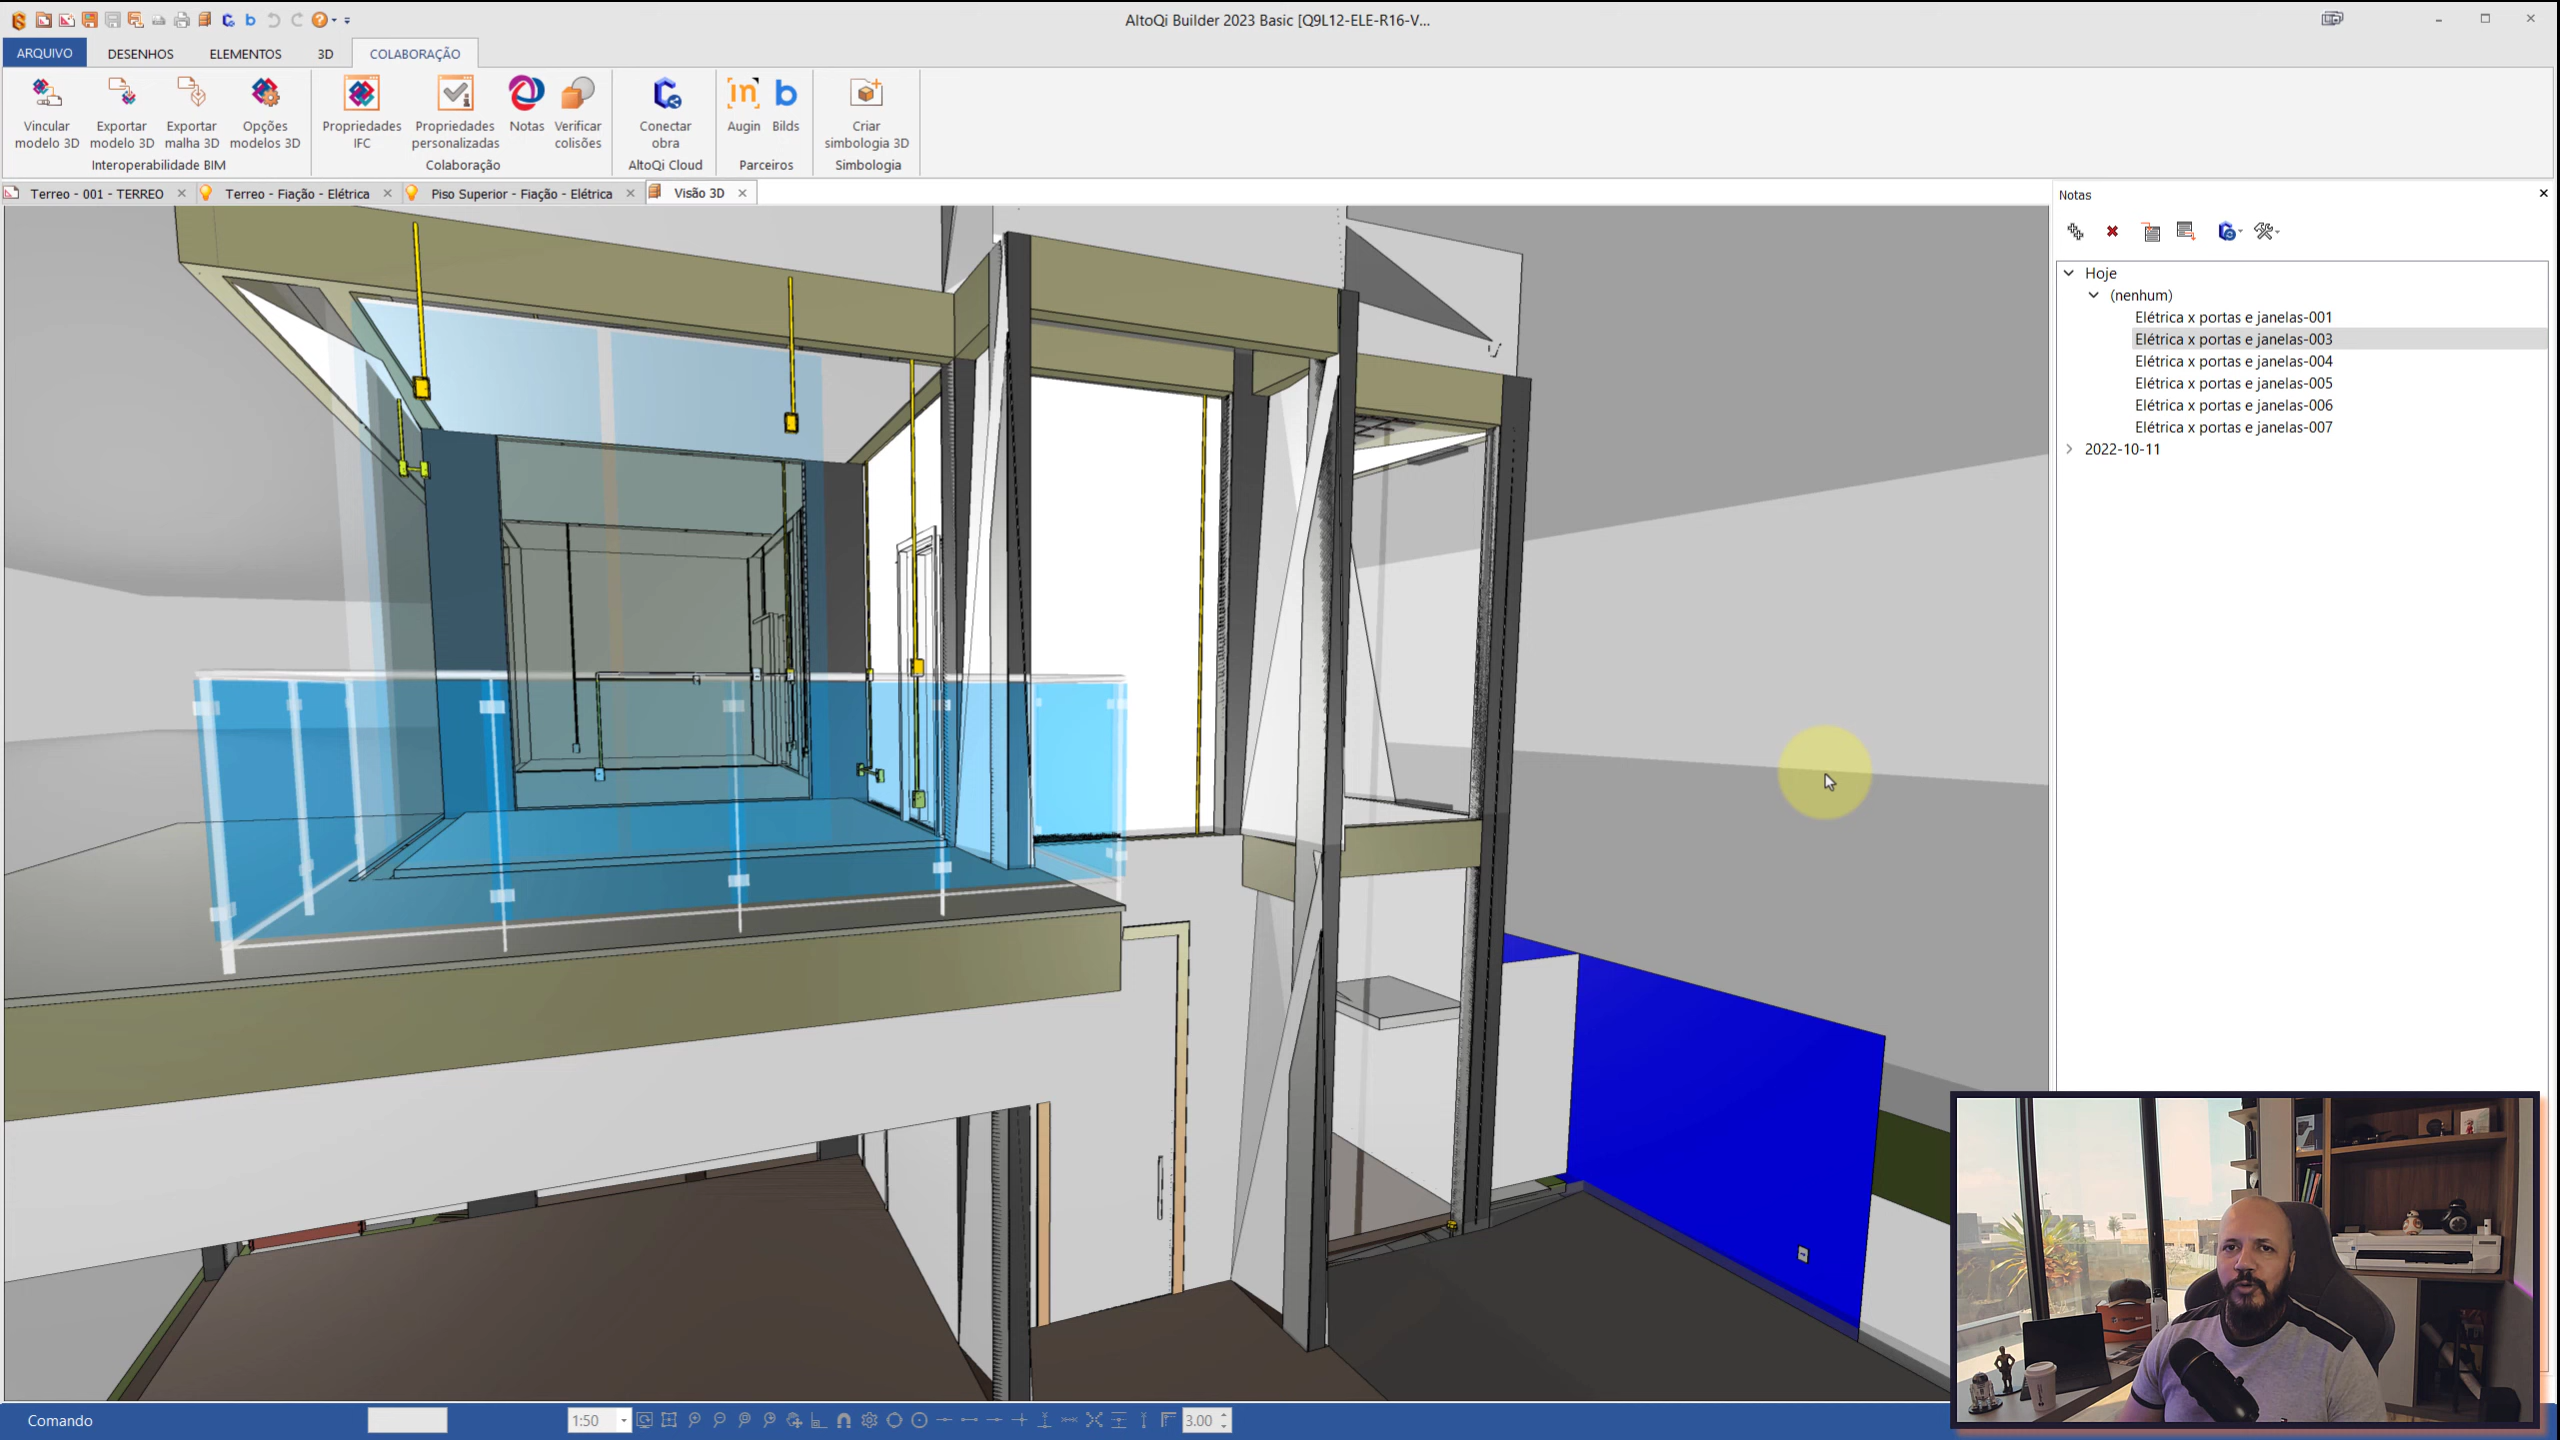 AltoQi Builder 2023 Basic [Q9L12-ELE-R16-V...
ARQUIVO DESENHOS ELEMENTOS 3D COLABORAÇÃO
Vincular modelo 3D
Exportar modelo 3D
Exportar malha 3D
Opções modelos 3D
Interoperabilidade BIM
Propriedades IFC
Propriedades personalizadas
Notas
Verificar colisões
Colaboração
Conectar obra
AltoQi Cloud
in
Augin
b
Bilds
Parceiros
Criar simbologia 3D
Simbologia
Terreo - 001 - TERREO
Terreo - Fiação - Elétrica
Piso Superior - Fiação - Elétrica
Visão 3D
Notas
Hoje
(nenhum)
Elétrica x portas e janelas-001
Elétrica x portas e janelas-003
Elétrica x portas e janelas-004
Elétrica x portas e janelas-005
Elétrica x portas e janelas-006
Elétrica x portas e janelas-007
2022-10-11
Comando
1:50
3.00